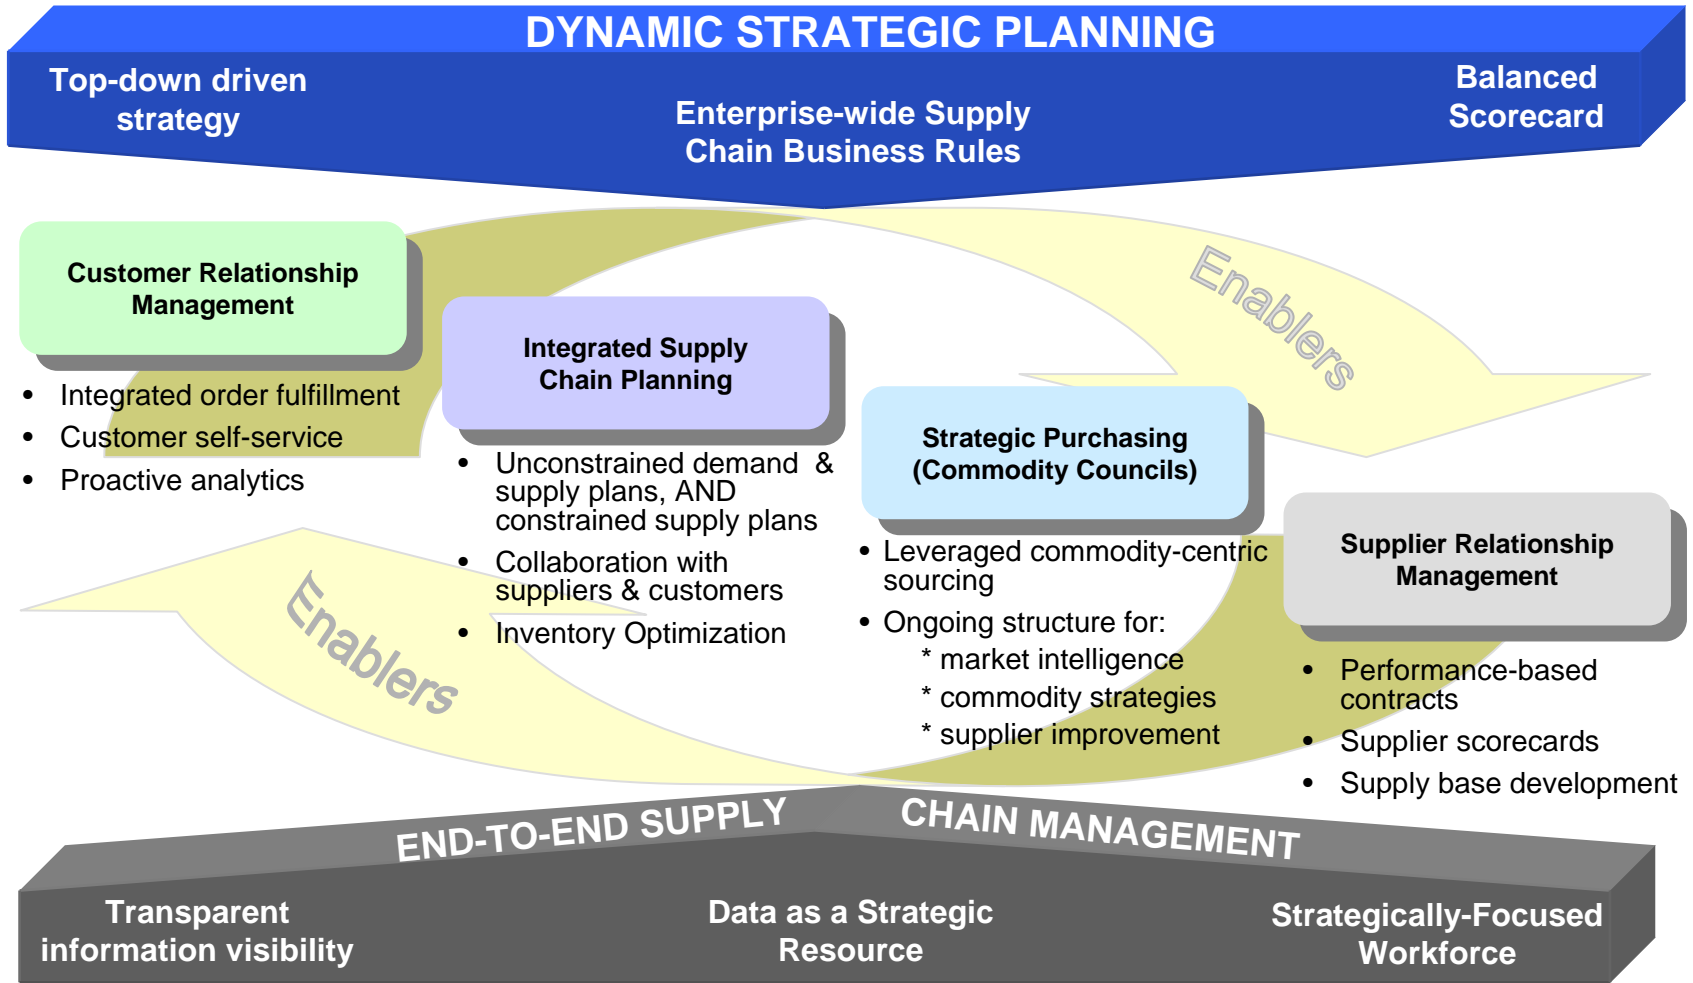 DYNAMIC STRATEGIC PLANNING
Top-down driven
strategy
Enterprise-wide Supply
Chain Business Rules
Balanced
Scorecard
Enablers
Customer Relationship
Management
• Integrated order fulfillment
• Customer self-service
• Proactive analytics
Integrated Supply
Chain Planning
• Unconstrained demand &
supply plans, AND
constrained supply plans
• Collaboration with
suppliers & customers
• Inventory Optimization
Strategic Purchasing
(Commodity Councils)
• Leveraged commodity-centric
sourcing
• Ongoing structure for:
* market intelligence
* commodity strategies
* supplier improvement
Supplier Relationship
Management
• Performance-based
contracts
• Supplier scorecards
• Supply base development
Enablers
END-TO-END SUPPLY CHAIN MANAGEMENT
Transparent
information visibility
Data as a Strategic
Resource
Strategically-Focused
Workforce